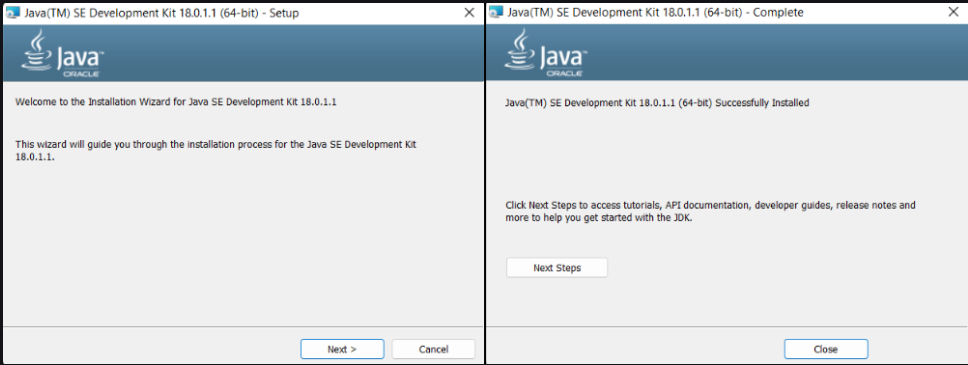 Java(TM) SE Development Kit 18.0.1.1 (64-bit) - Setup
Java™
ORACLE
Welcome to the Installation Wizard for Java SE Development Kit 18.0.1.1
This wizard will guide you through the installation process for the Java SE Development Kit
18.0.1.1.
Next >
Cancel
Java(TM) SE Development Kit 18.0.1.1 (64-bit) - Complete
Java™
ORACLE
Java(TM) SE Development Kit 18.0.1.1 (64-bit) Successfully Installed
Click Next Steps to access tutorials, API documentation, developer guides, release notes and
more to help you get started with the JDK.
Next Steps
Close